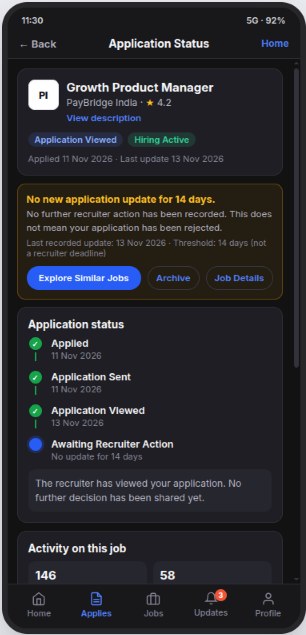 11:30
5G · 92%
← Back
Application Status
Home
PI
Growth Product Manager
PayBridge India · ★ 4.2
View description
Application Viewed
Hiring Active
Applied 11 Nov 2026 · Last update 13 Nov 2026
No new application update for 14 days.
No further recruiter action has been recorded. This does
not mean your application has been rejected.
Last recorded update: 13 Nov 2026 · Threshold: 14 days (not
a recruiter deadline)
Explore Similar Jobs
Archive
Job Details
Application status
Applied
11 Nov 2026
Application Sent
11 Nov 2026
Application Viewed
13 Nov 2026
Awaiting Recruiter Action
No update for 14 days
The recruiter has viewed your application. No
further decision has been shared yet.
Activity on this job
146
58
Home
Applies
Jobs
3
Updates
Profile